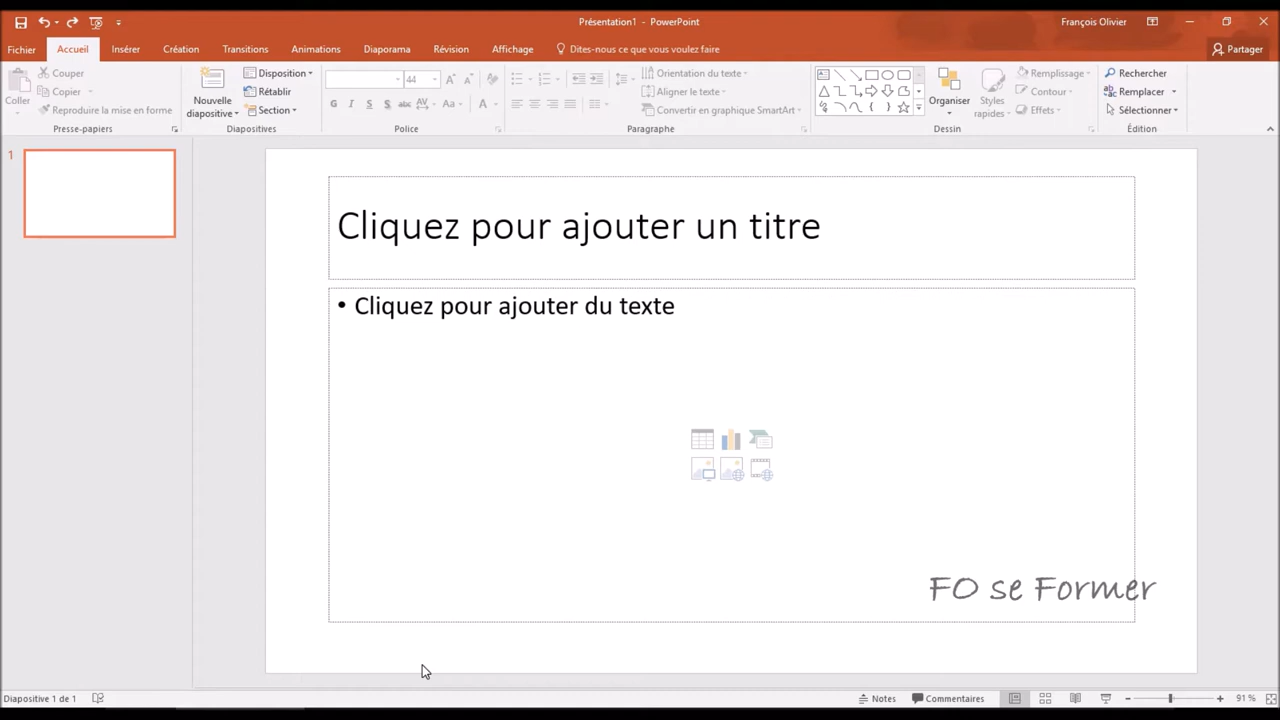 Présentation1 - PowerPoint
François Olivier
Fichier Accueil Insérer Création Transitions Animations Diaporama Révision Affichage Dites-nous ce que vous voulez faire Partager
Coller
Couper
Copier
Reproduire la mise en forme
Presse-papiers
Nouvelle diapositive
Disposition
Rétablir
Section
Diapositives
44
G I S S abc AV Aa A
Police
Orientation du texte
Aligner le texte
Convertir en graphique SmartArt
Paragraphe
Organiser
Styles rapides
Remplissage
Contour
Effets
Dessin
Rechercher
Remplacer
Sélectionner
Édition
1
Cliquez pour ajouter un titre
• Cliquez pour ajouter du texte
FO se Former
Diapositive 1 de 1
Notes Commentaires 91 %